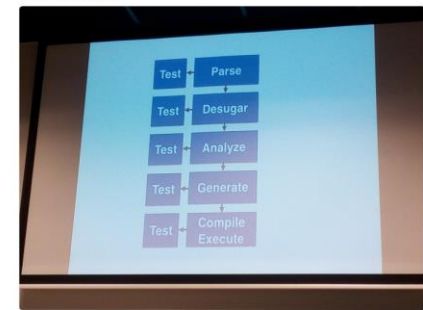 Test Parse
Test Desugar
Test Analyze
Test Generate
Test Compile
Execute